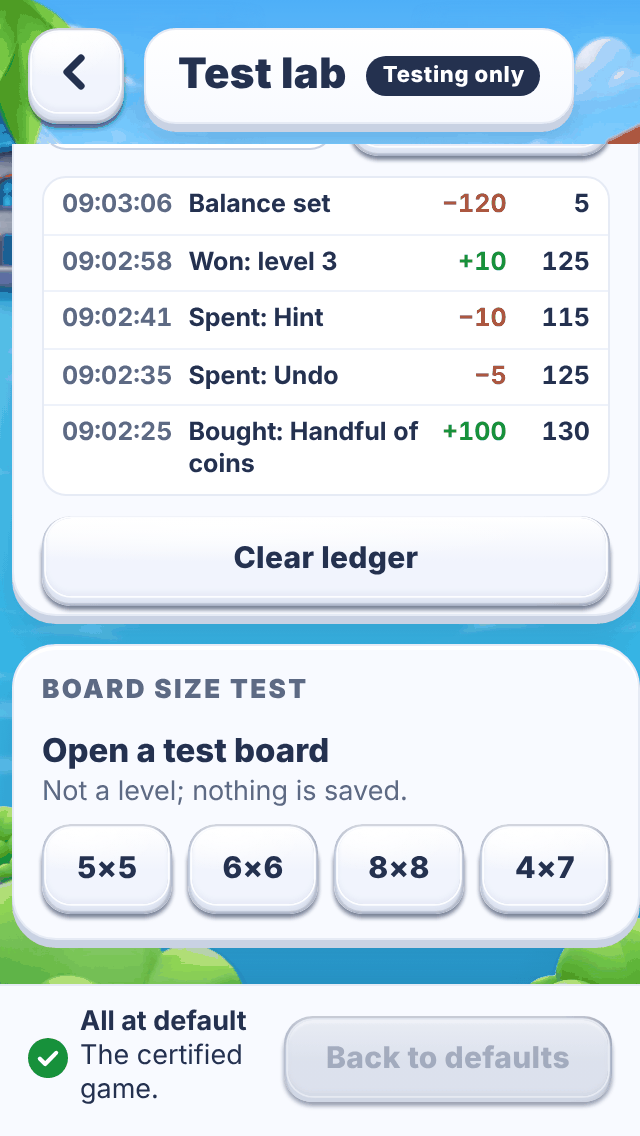 Test lab Testing only
09:03:06 Balance set −120 5
09:02:58 Won: level 3 +10 125
09:02:41 Spent: Hint −10 115
09:02:35 Spent: Undo −5 125
09:02:25 Bought: Handful of +100 130
coins
Clear ledger
BOARD SIZE TEST
Open a test board
Not a level; nothing is saved.
5×5 6×6 8×8 4×7
All at default
The certified
game.
Back to defaults